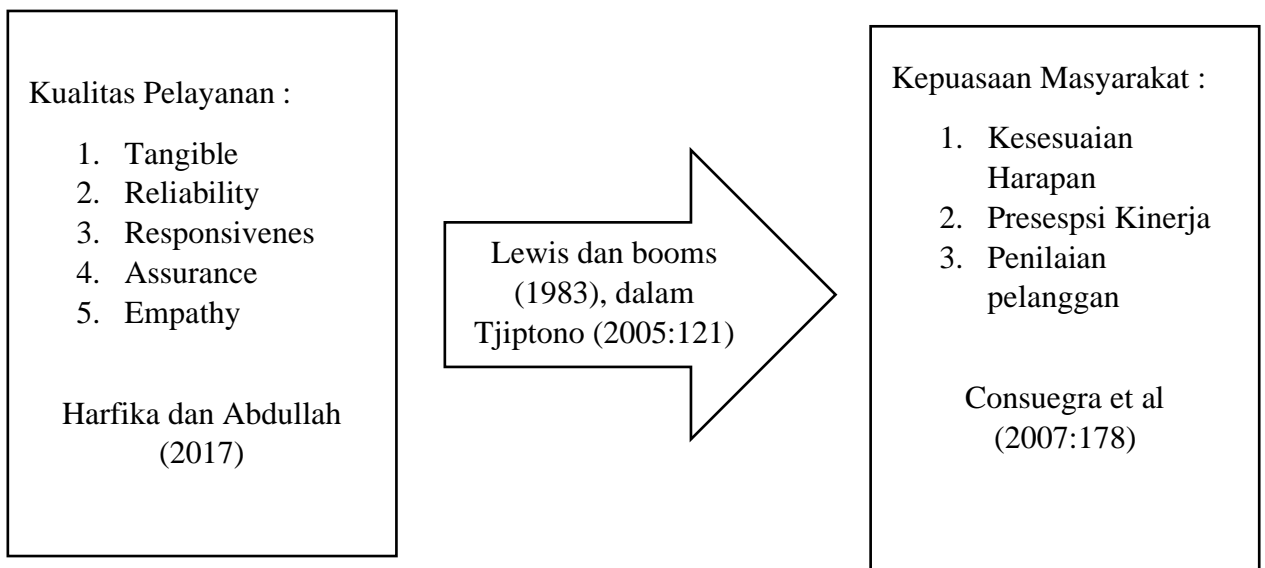 Kualitas Pelayanan :
1. Tangible
2. Reliability
3. Responsivenes
4. Assurance
5. Empathy
Harfika dan Abdullah
(2017)
Lewis dan booms
(1983), dalam
Tjiptono (2005:121)
Kepuasaan Masyarakat :
1. Kesesuaian
Harapan
2. Presespsi Kinerja
3. Penilaian
pelanggan
Consuegra et al
(2007:178)